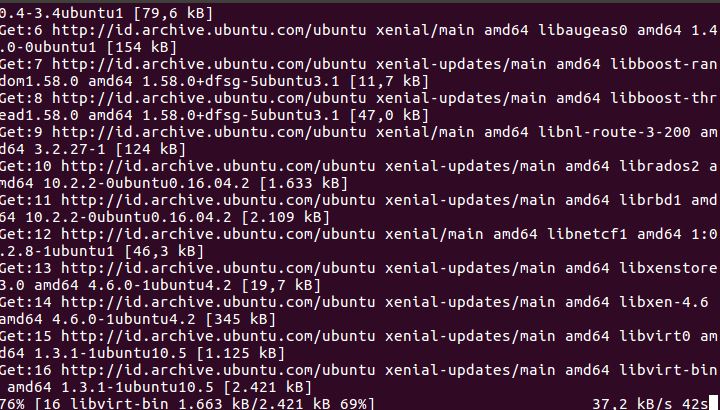 0.4-3.4ubuntu1 [79,6 kB]
Get:6 http://id.archive.ubuntu.com/ubuntu xenial/main amd64 libaugeas0 amd64 1.4
.0-0ubuntu1 [154 kB]
Get:7 http://id.archive.ubuntu.com/ubuntu xenial-updates/main amd64 libboost-ran
dom1.58.0 amd64 1.58.0+dfsg-5ubuntu3.1 [11,7 kB]
Get:8 http://id.archive.ubuntu.com/ubuntu xenial-updates/main amd64 libboost-thr
ead1.58.0 amd64 1.58.0+dfsg-5ubuntu3.1 [47,0 kB]
Get:9 http://id.archive.ubuntu.com/ubuntu xenial/main amd64 libnl-route-3-200 am
d64 3.2.27-1 [124 kB]
Get:10 http://id.archive.ubuntu.com/ubuntu xenial-updates/main amd64 librados2 a
md64 10.2.2-0ubuntu0.16.04.2 [1.633 kB]
Get:11 http://id.archive.ubuntu.com/ubuntu xenial-updates/main amd64 librbd1 amd
64 10.2.2-0ubuntu0.16.04.2 [2.109 kB]
Get:12 http://id.archive.ubuntu.com/ubuntu xenial/main amd64 libnetcf1 amd64 1:0
.2.8-1ubuntu1 [46,3 kB]
Get:13 http://id.archive.ubuntu.com/ubuntu xenial-updates/main amd64 libxenstore
3.0 amd64 4.6.0-1ubuntu4.2 [19,7 kB]
Get:14 http://id.archive.ubuntu.com/ubuntu xenial-updates/main amd64 libxen-4.6
amd64 4.6.0-1ubuntu4.2 [345 kB]
Get:15 http://id.archive.ubuntu.com/ubuntu xenial-updates/main amd64 libvirt0 am
d64 1.3.1-1ubuntu10.5 [1.125 kB]
Get:16 http://id.archive.ubuntu.com/ubuntu xenial-updates/main amd64 libvirt-bin
 amd64 1.3.1-1ubuntu10.5 [2.421 kB]
76% [16 libvirt-bin 1.663 kB/2.421 kB 69%] 37,2 kB/s 42s